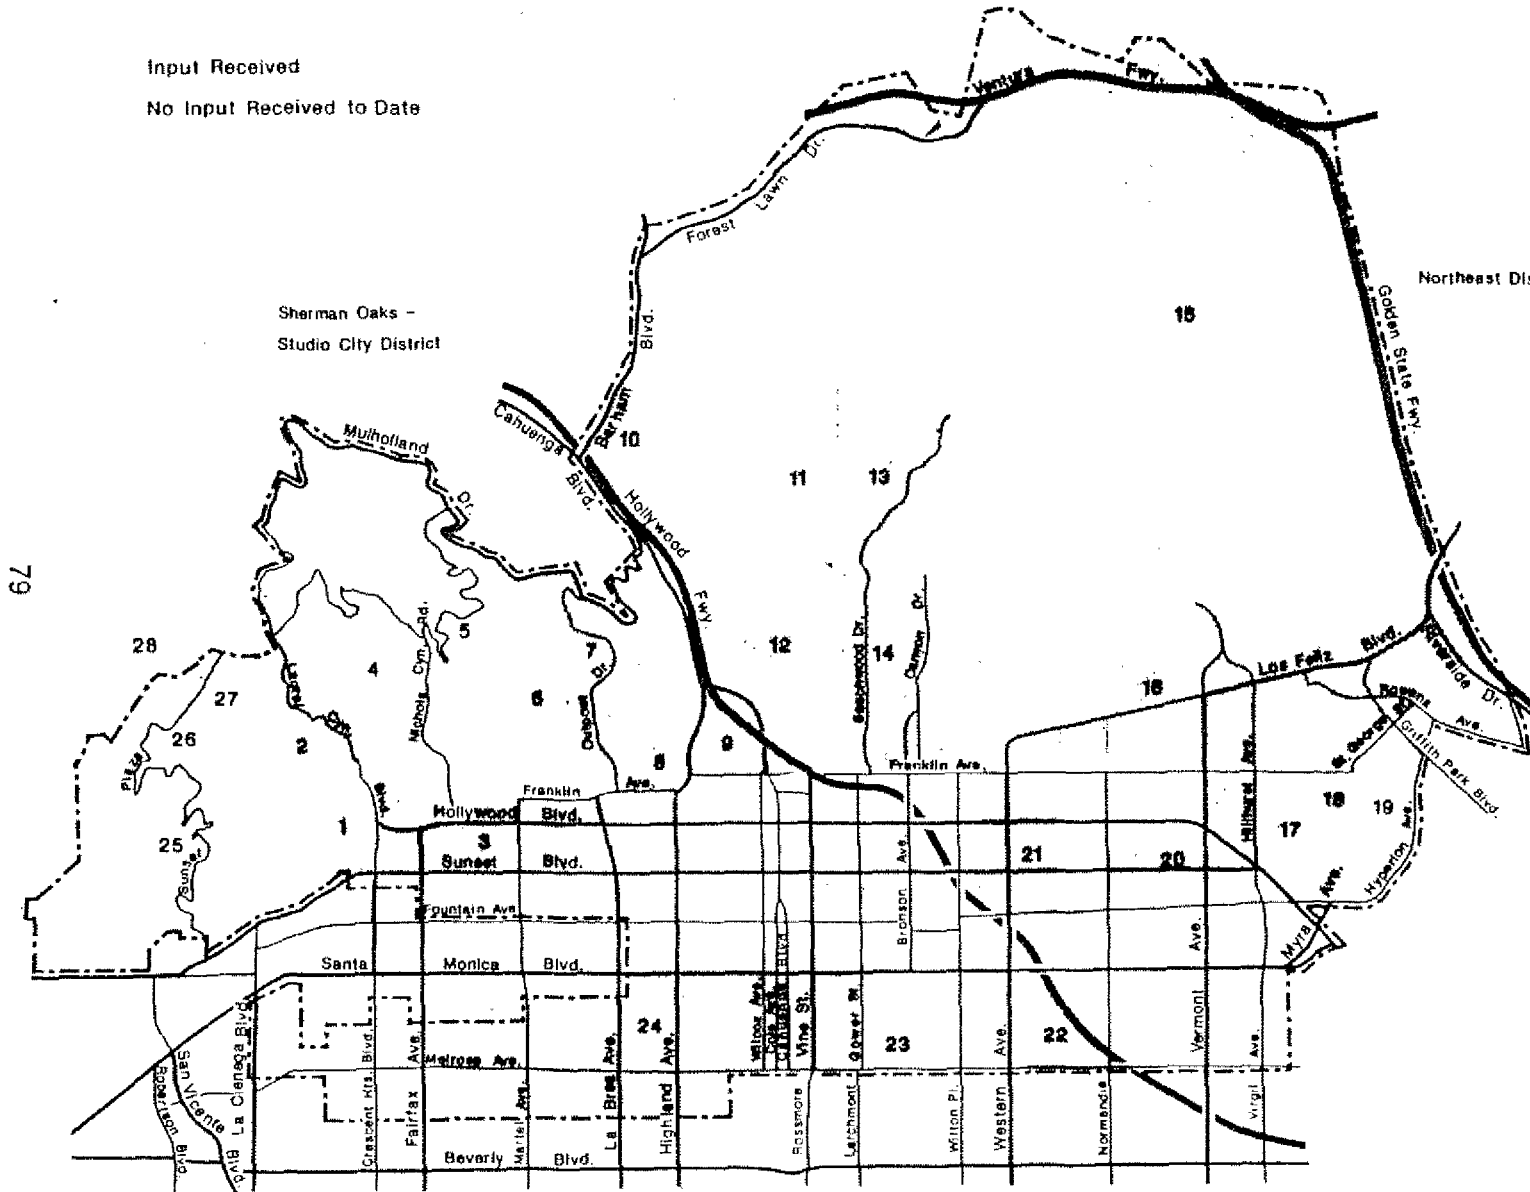 Input Received
No Input Received to Date
Ventura
Fwy.
Forest
Lawn
Dr.
Northeast
Golden State Fwy.
Sherman Oaks -
Studio City District
Barham
Blvd.
Cahuenga
Blvd.
Hollywood
Fwy.
Mulholland
Dr.
15
10
11
13
79
28
27
26
25
4
5
6
2
12
14
16
8
9
1
3
17
18
19
21
20
24
23
22
Laurel
Cyn.
Blvd.
Nichols
Cyn.
Rd.
Outpost
Dr.
Beachwood Dr.
Canyon
Dr.
Los Feliz
Blvd.
Riverside
Dr.
Rowena
Ave.
St. George St.
Griffith Park Blvd.
Hillhurst Ave.
Hyperion
Ave.
Myra
Ave.
Plaza
Sunset
Franklin
Ave.
Franklin Ave.
Hollywood
Blvd.
Sunset
Blvd.
Fountain Ave.
Santa
Monica
Blvd.
Melrose Ave.
Beverly
Blvd.
San Vicente
Blvd.
Robertson Blvd.
La Cienega Blvd.
Crescent Hts. Blvd.
Fairfax
Ave.
Martel
Ave.
La Brea
Ave.
Highland
Ave.
Wilcox Ave.
Cole Ave.
Cahuenga Blvd.
Vine St.
Rossmore
Gower St.
Larchmont
Bronson
Ave.
Wilton Pl.
Western
Ave.
Normandie
Vermont
Ave.
Virgil
Ave.